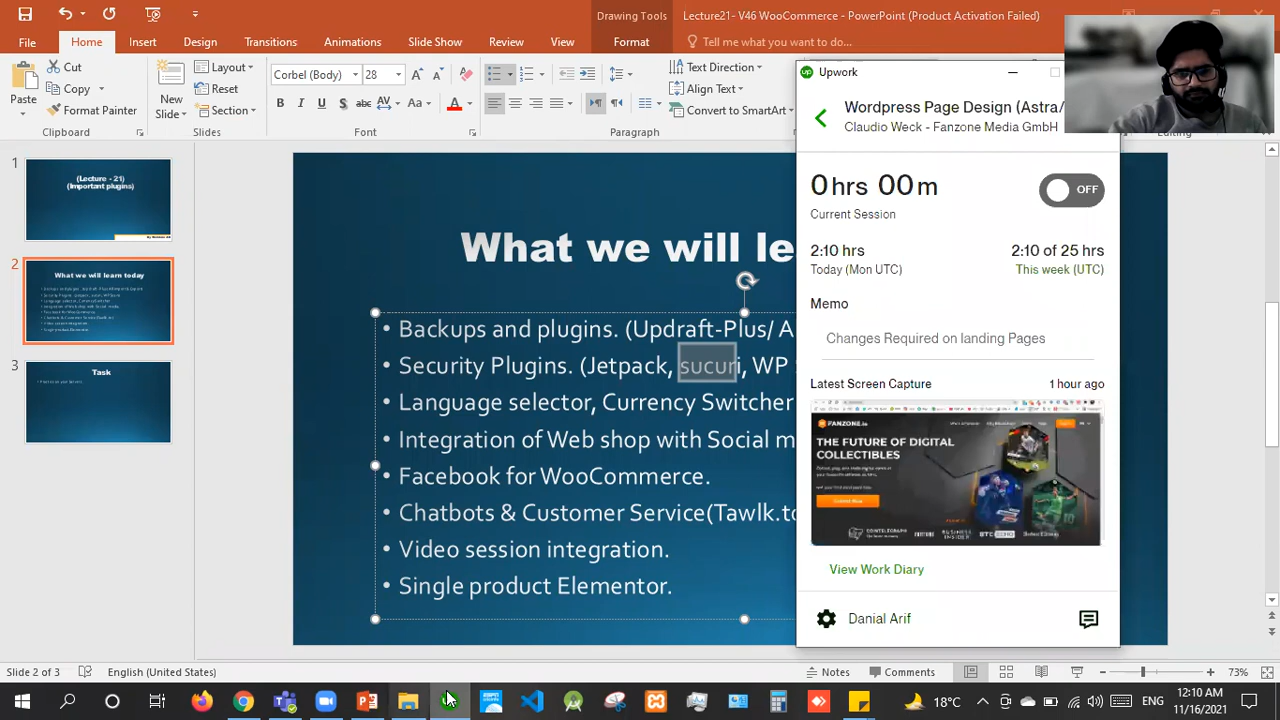 Drawing Tools
Lecture21- V46 WooCommerce - PowerPoint (Product Activation Failed)
File
Home
Insert
Design
Transitions
Animations
Slide Show
Review
View
Format
Tell me what you want to do...
Paste
Cut
Copy
Format Painter
Clipboard
New
Slide
Layout
Reset
Section
Slides
Corbel (Body)
28
B I U S abc AV Aa A
Font
Text Direction
Align Text
Convert to SmartArt
Paragraph
Editing
1
(Lecture - 21)
(Important plugins)
2
What we will learn today
3
Task
What we will le
• Backups and plugins. (Updraft-Plus/ A
• Security Plugins. (Jetpack, sucuri, WP
• Language selector, Currency Switcher
• Integration of Web shop with Social m
• Facebook for WooCommerce.
• Chatbots & Customer Service(Tawlk.to
• Video session integration.
• Single product Elementor.
Upwork
Wordpress Page Design (Astra/
Claudio Weck - Fanzone Media GmbH
0 hrs 00 m
OFF
Current Session
2:10 hrs
2:10 of 25 hrs
Today (Mon UTC)
This week (UTC)
Memo
Changes Required on landing Pages
Latest Screen Capture
1 hour ago
FANZONE.io
THE FUTURE OF DIGITAL
COLLECTIBLES
View Work Diary
Danial Arif
Slide 2 of 3
English (United States)
Notes
Comments
73%
18°C
ENG
12:10 AM
11/16/2021